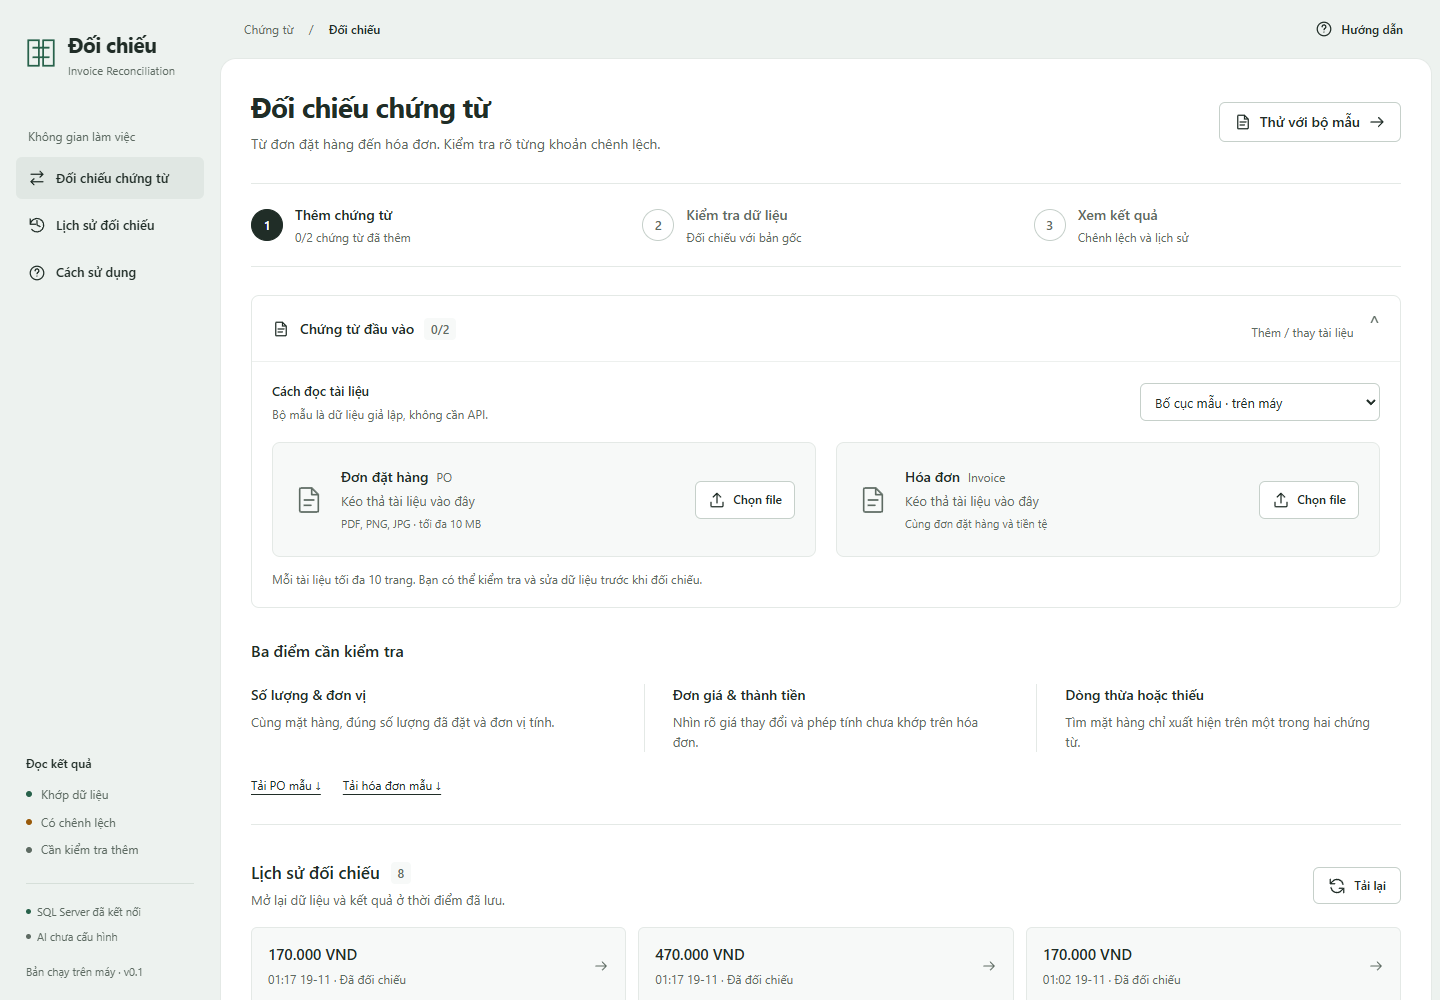 Đối chiếu
Invoice Reconciliation
Không gian làm việc
Đối chiếu chứng từ
Lịch sử đối chiếu
Cách sử dụng
Đọc kết quả
Khớp dữ liệu
Có chênh lệch
Cần kiểm tra thêm
SQL Server đã kết nối
AI chưa cấu hình
Bản chạy trên máy · v0.1
Chứng từ / Đối chiếu
Hướng dẫn
Đối chiếu chứng từ
Từ đơn đặt hàng đến hóa đơn. Kiểm tra rõ từng khoản chênh lệch.
Thử với bộ mẫu →
1 Thêm chứng từ
0/2 chứng từ đã thêm
2 Kiểm tra dữ liệu
Đối chiếu với bản gốc
3 Xem kết quả
Chênh lệch và lịch sử
Chứng từ đầu vào 0/2
Thêm / thay tài liệu
Cách đọc tài liệu
Bộ mẫu là dữ liệu giả lập, không cần API.
Bố cục mẫu · trên máy
Đơn đặt hàng PO
Kéo thả tài liệu vào đây
PDF, PNG, JPG · tối đa 10 MB
Chọn file
Hóa đơn Invoice
Kéo thả tài liệu vào đây
Cùng đơn đặt hàng và tiền tệ
Chọn file
Mỗi tài liệu tối đa 10 trang. Bạn có thể kiểm tra và sửa dữ liệu trước khi đối chiếu.
Ba điểm cần kiểm tra
Số lượng & đơn vị
Cùng mặt hàng, đúng số lượng đã đặt và đơn vị tính.
Đơn giá & thành tiền
Nhìn rõ giá thay đổi và phép tính chưa khớp trên hóa
đơn.
Dòng thừa hoặc thiếu
Tìm mặt hàng chỉ xuất hiện trên một trong hai chứng
từ.
Tải PO mẫu ↓
Tải hóa đơn mẫu ↓
Lịch sử đối chiếu 8
Mở lại dữ liệu và kết quả ở thời điểm đã lưu.
Tải lại
170.000 VND
01:17 19-11 · Đã đối chiếu
470.000 VND
01:17 19-11 · Đã đối chiếu
170.000 VND
01:02 19-11 · Đã đối chiếu